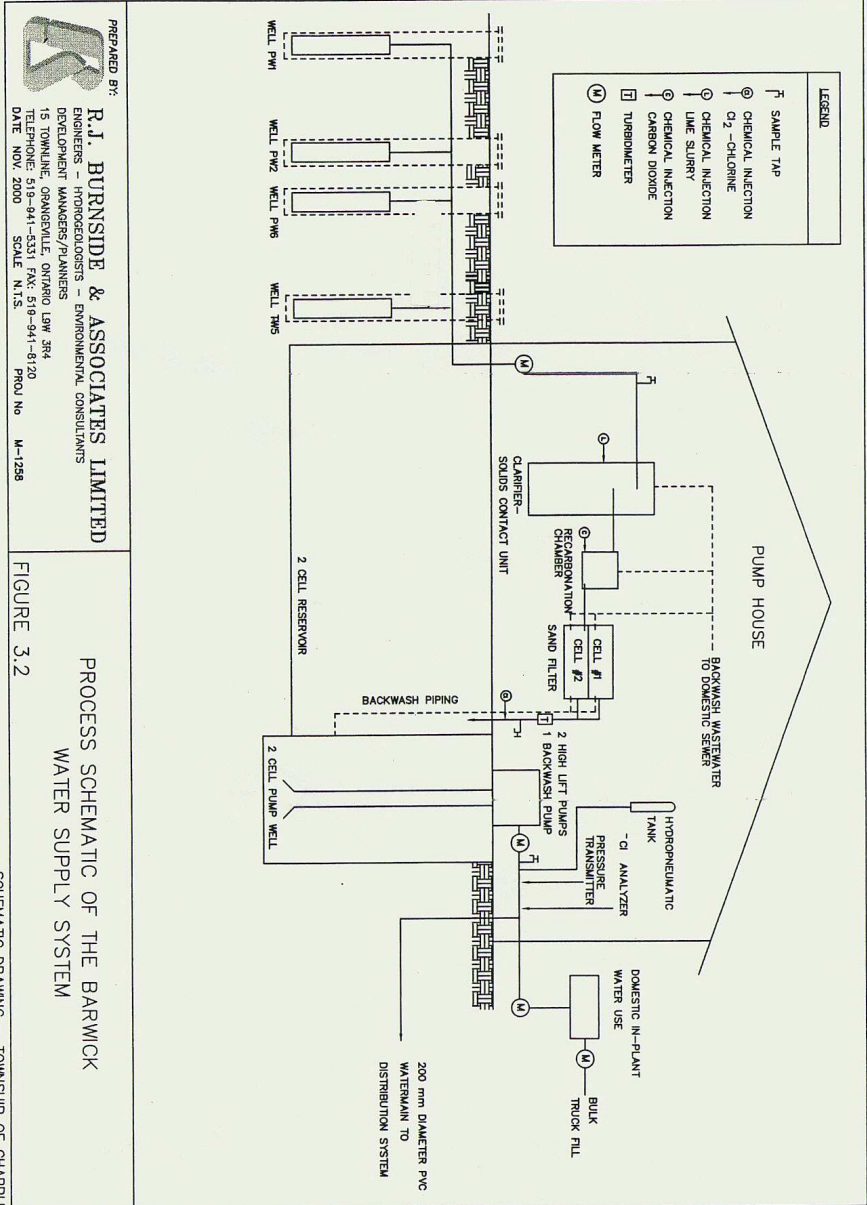 LEGEND
SAMPLE TAP
CHEMICAL INJECTION
Cl2 -CHLORINE
CHEMICAL INJECTION
LIME SLURRY
CHEMICAL INJECTION
CARBON DIOXIDE
T TURBIDIMETER
M FLOW METER
PUMP HOUSE
BACKWASH WASTEWATER
TO DOMESTIC SEWER
HYDROPNEUMATIC
TANK
-Cl ANALYZER
PRESSURE
TRANSMITTER
DOMESTIC IN-PLANT
WATER USE
M
BULK
TRUCK FILL
M
M
L
C
CLARIFIER-
SOLIDS CONTACT UNIT
RECARBONATION
CHAMBER
CELL #1
CELL #2
SAND FILTER
T
2 HIGH LIFT PUMPS
1 BACKWASH PUMP
M
M
WELL PW1
WELL PW2
WELL PW6
WELL TW5
BACKWASH PIPING
2 CELL RESERVOIR
2 CELL PUMP WELL
200 mm DIAMETER PVC
WATERMAIN TO
DISTRIBUTION SYSTEM
PREPARED BY:
R.J. BURNSIDE & ASSOCIATES LIMITED
ENGINEERS - HYDROGEOLOGISTS - ENVIRONMENTAL CONSULTANTS
DEVELOPMENT MANAGERS/PLANNERS
15 TOWNLINE, ORANGEVILLE, ONTARIO L9W 3R4
TELEPHONE: 519-941-5331 FAX: 519-941-8120
DATE NOV. 2000 SCALE N.T.S. PROJ No M-1258
PROCESS SCHEMATIC OF THE BARWICK
WATER SUPPLY SYSTEM
FIGURE 3.2